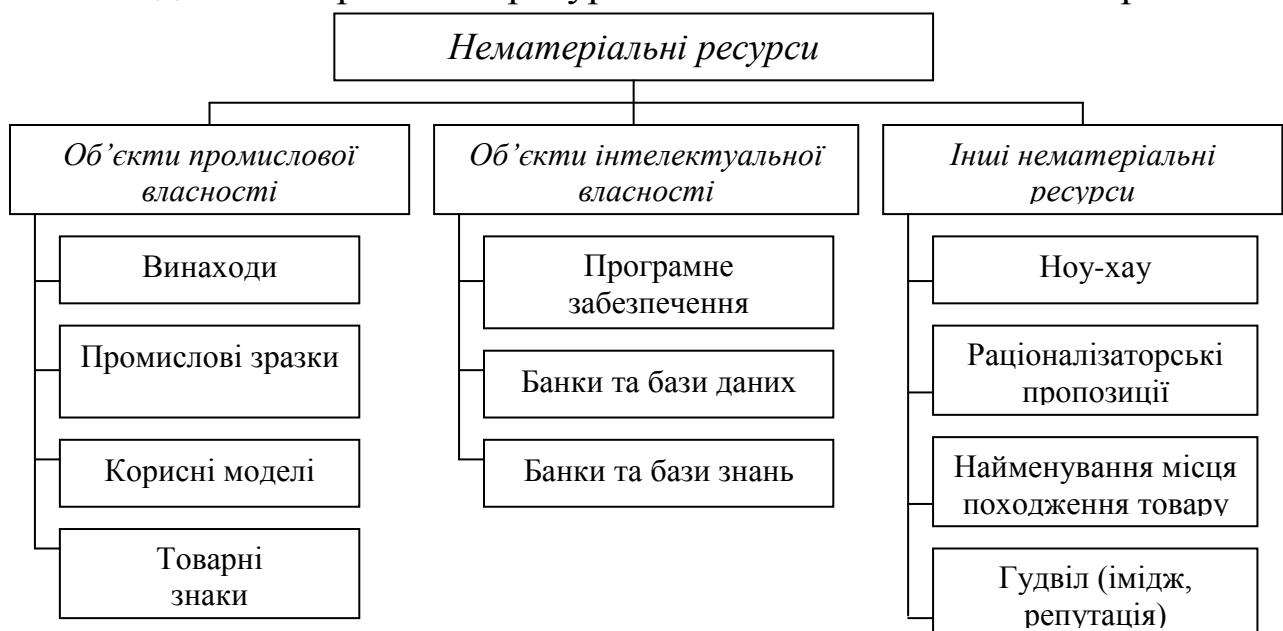 Нематеріальні ресурси
Об’єкти промислової
власності
Винаходи
Промислові зразки
Корисні моделі
Товарні
знаки
Об’єкти інтелектуальної
власності
Програмне
забезпечення
Банки та бази даних
Банки та бази знань
Інші нематеріальні
ресурси
Ноу-хау
Раціоналізаторські
пропозиції
Найменування місця
походження товару
Гудвіл (імідж,
репутація)